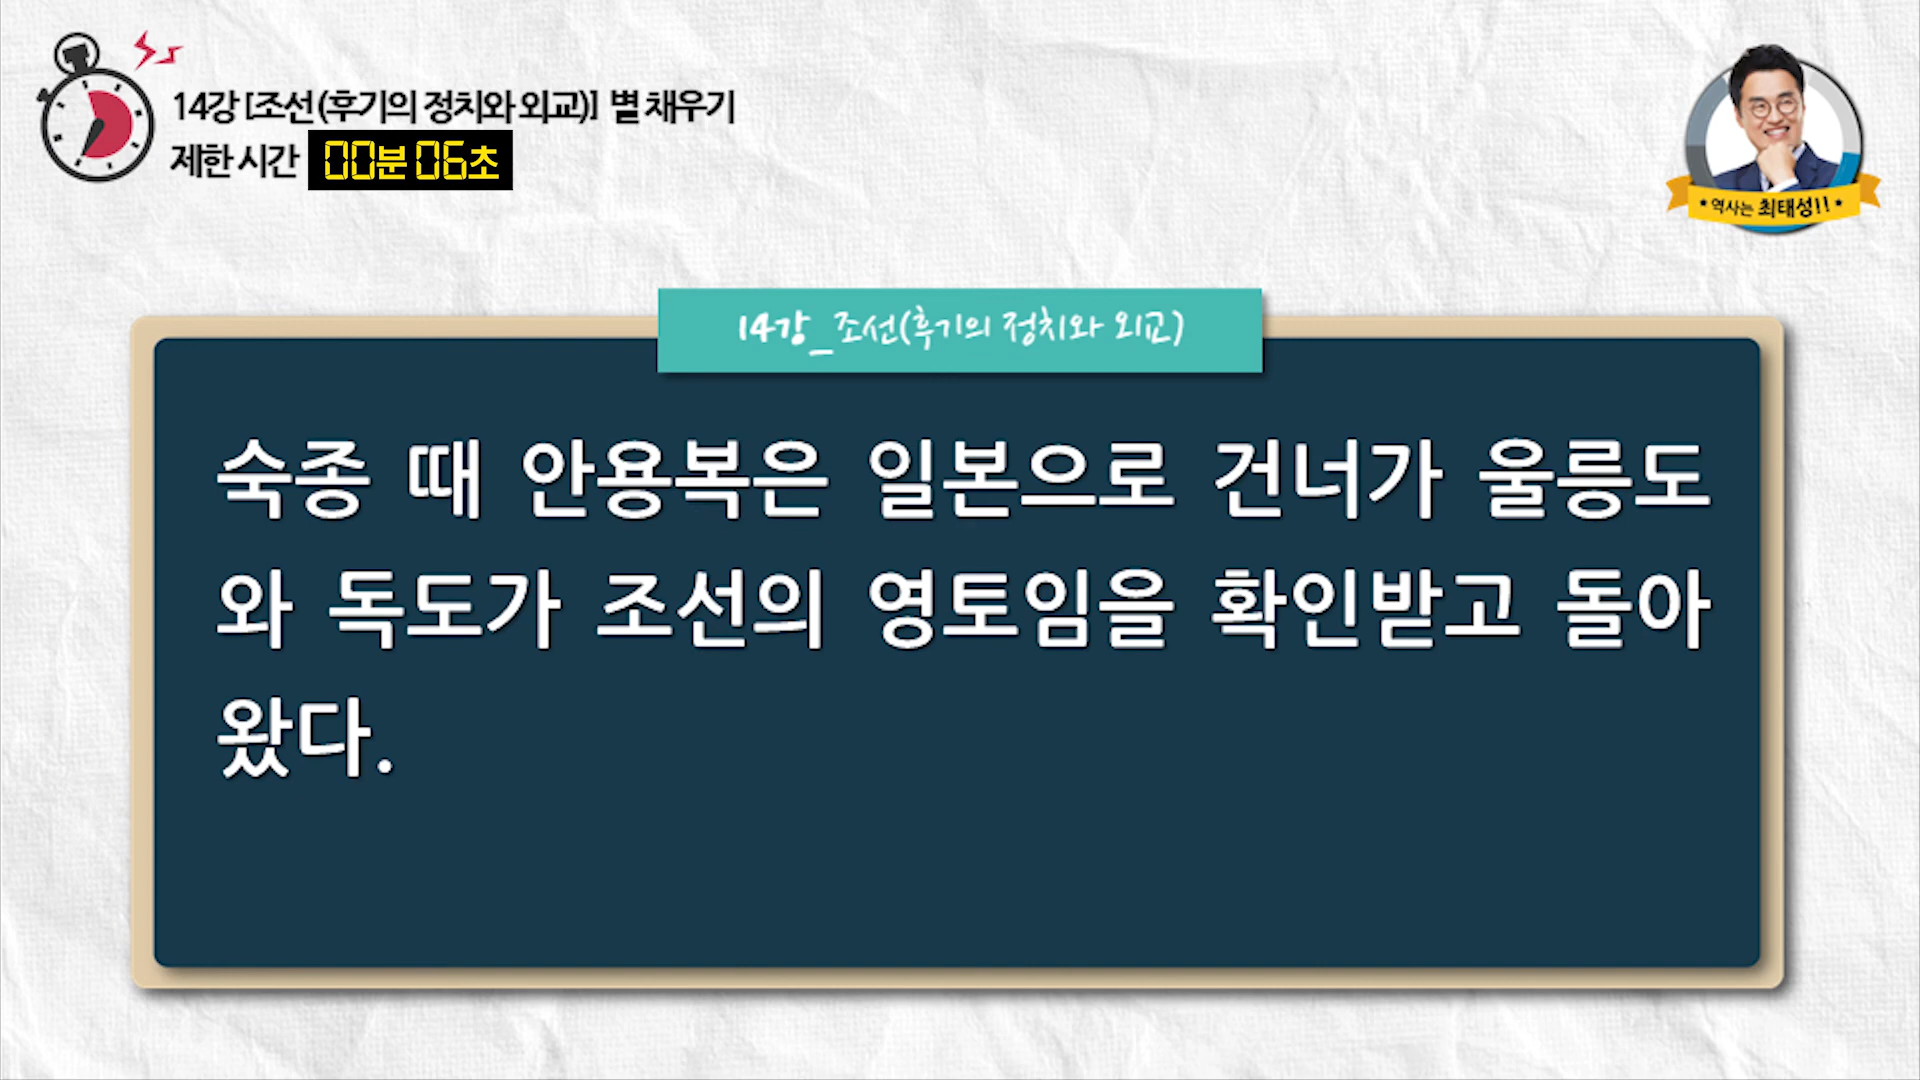 14강 [조선(후기의 정치와 외교)] 별 채우기
제한 시간 00분 06초
*역사는 최태성!!*
14강_조선(후기의 정치와 외교)
숙종 때 안용복은 일본으로 건너가 울릉도
와 독도가 조선의 영토임을 확인받고 돌아
왔다.